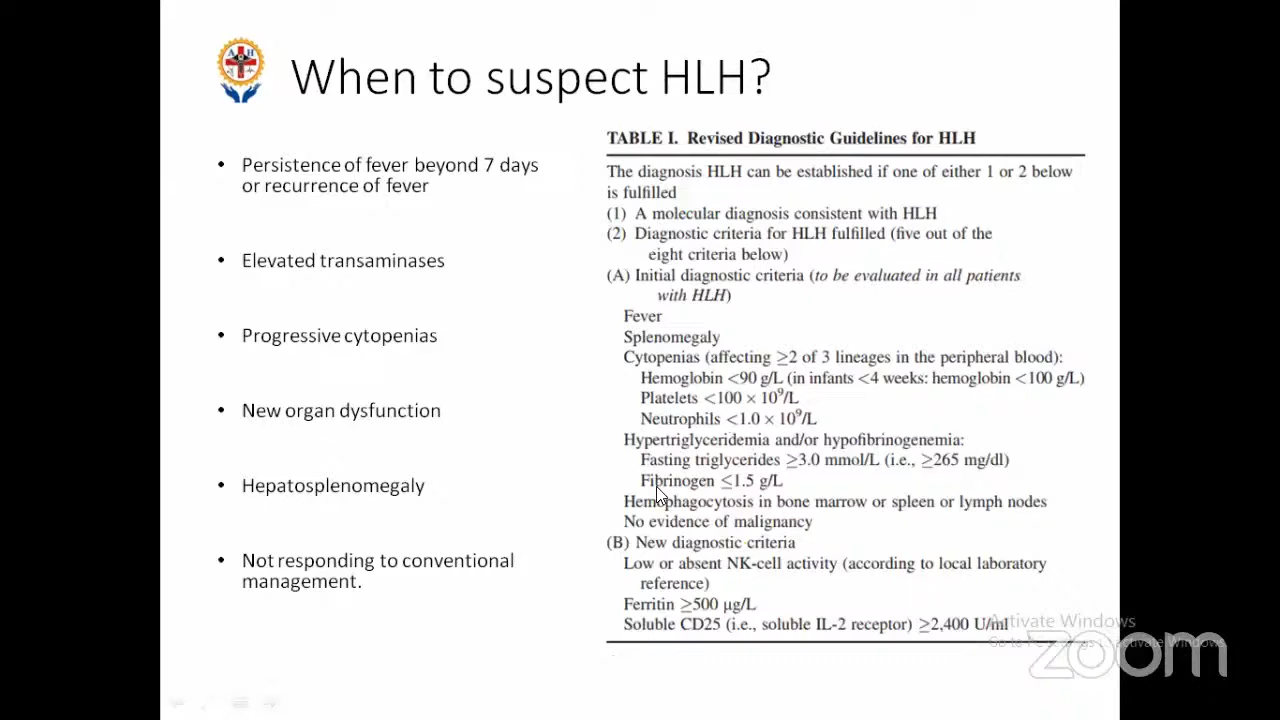 A H
When to suspect HLH?
• Persistence of fever beyond 7 days
or recurrence of fever
• Elevated transaminases
• Progressive cytopenias
• New organ dysfunction
• Hepatosplenomegaly
• Not responding to conventional
management.
TABLE I. Revised Diagnostic Guidelines for HLH
The diagnosis HLH can be established if one of either 1 or 2 below
is fulfilled
(1) A molecular diagnosis consistent with HLH
(2) Diagnostic criteria for HLH fulfilled (five out of the
eight criteria below)
(A) Initial diagnostic criteria (to be evaluated in all patients
with HLH)
Fever
Splenomegaly
Cytopenias (affecting ≥2 of 3 lineages in the peripheral blood):
Hemoglobin <90 g/L (in infants <4 weeks: hemoglobin <100 g/L)
Platelets <100 × 10⁹/L
Neutrophils <1.0 × 10⁹/L
Hypertriglyceridemia and/or hypofibrinogenemia:
Fasting triglycerides ≥3.0 mmol/L (i.e., ≥265 mg/dl)
Fibrinogen ≤1.5 g/L
Hemophagocytosis in bone marrow or spleen or lymph nodes
No evidence of malignancy
(B) New diagnostic criteria
Low or absent NK-cell activity (according to local laboratory
reference)
Ferritin ≥500 μg/L
Soluble CD25 (i.e., soluble IL-2 receptor) ≥2,400 U/ml
Activate Windows
Go to PC settings to activate Windows.
zoom